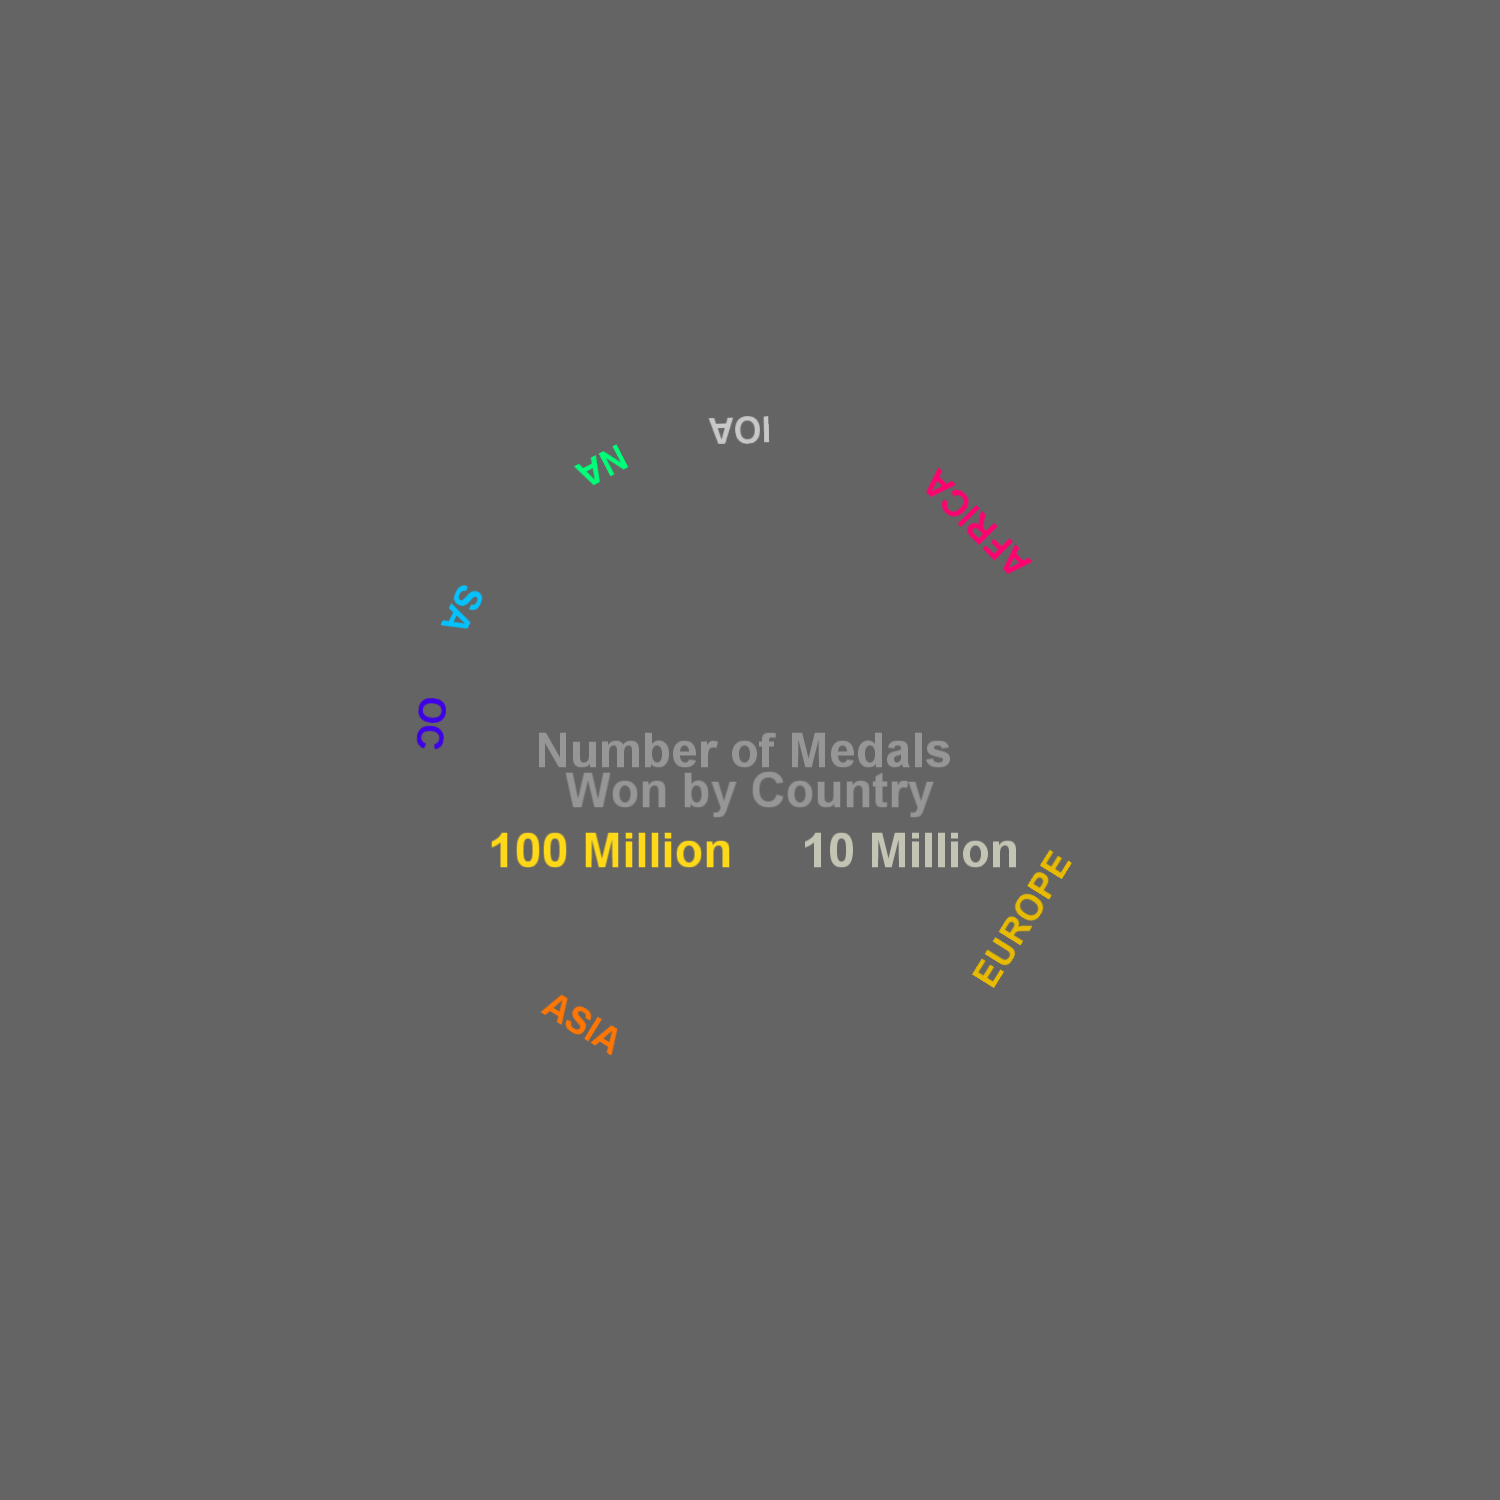 IOA
NA
AFRICA
SA
OC
Number of Medals
Won by Country
100 Million
10 Million
EUROPE
ASIA